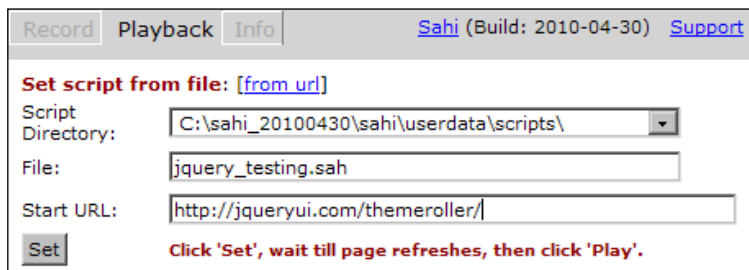 Record Playback Info Sahi (Build: 2010-04-30) Support
Set script from file: [from url]
Script
Directory: C:\sahi_20100430\sahi\userdata\scripts\
File: jquery_testing.sah
Start URL: http://jqueryui.com/themeroller/
Set Click 'Set', wait till page refreshes, then click 'Play'.